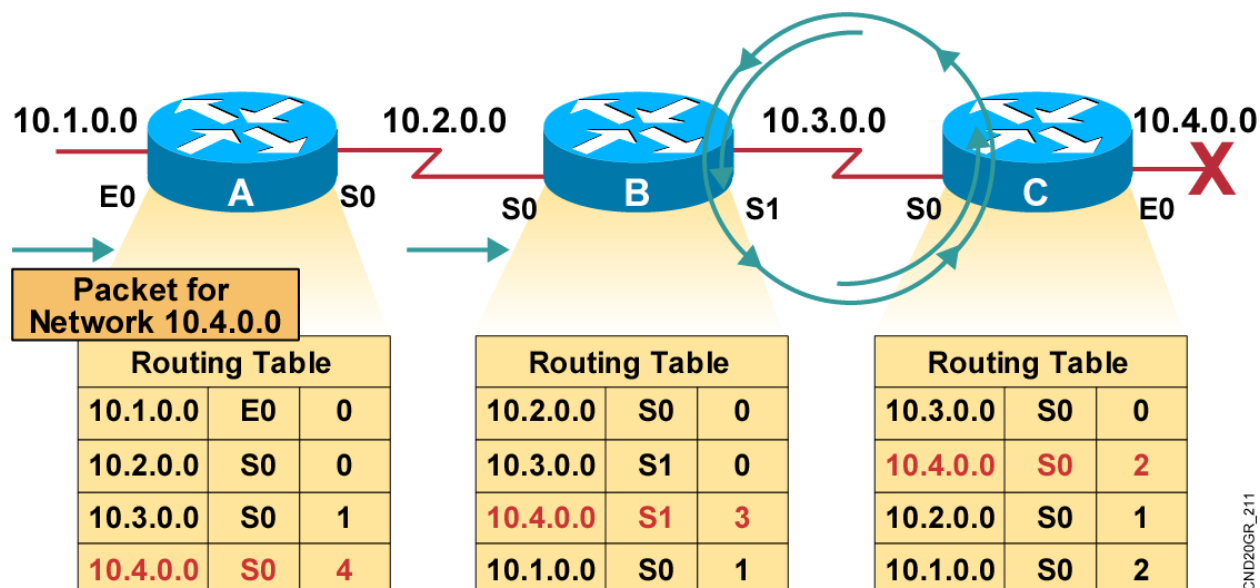 10.1.0.0 10.2.0.0 10.3.0.0 10.4.0.0
X
A B C
E0 S0 S0 S1 S0 E0
Packet for
Network 10.4.0.0
Routing Table
10.1.0.0 E0 0
10.2.0.0 S0 0
10.3.0.0 S0 1
10.4.0.0 S0 4
Routing Table
10.2.0.0 S0 0
10.3.0.0 S1 0
10.4.0.0 S1 3
10.1.0.0 S0 1
Routing Table
10.3.0.0 S0 0
10.4.0.0 S0 2
10.2.0.0 S0 1
10.1.0.0 S0 2
ICND20GR_211